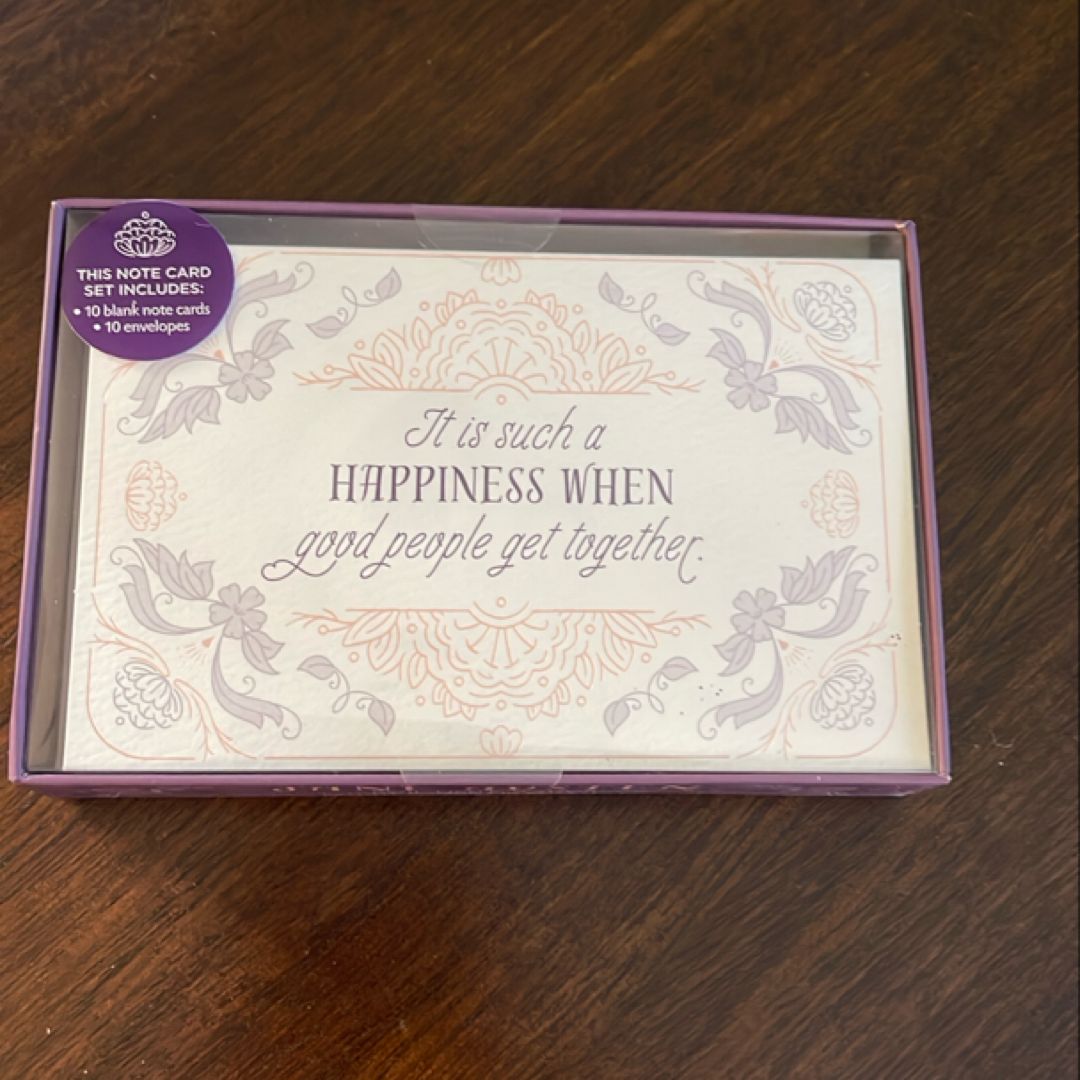 THIS NOTE CARD
SET INCLUDES:
• 10 blank note cards
• 10 envelopes
It is such a
HAPPINESS WHEN
good people get together.